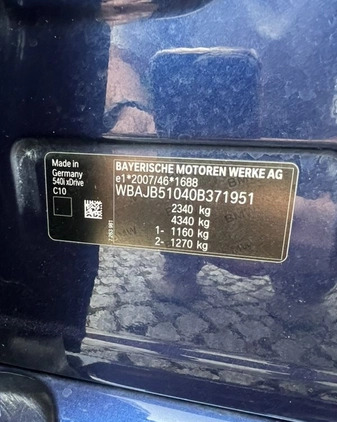 Made in
Germany
540i xDrive
C10
BAYERISCHE MOTOREN WERKE AG
e1*2007/46*1688
WBAJB51040B371951
2340 kg
4340 kg
1- 1160 kg
2- 1270 kg